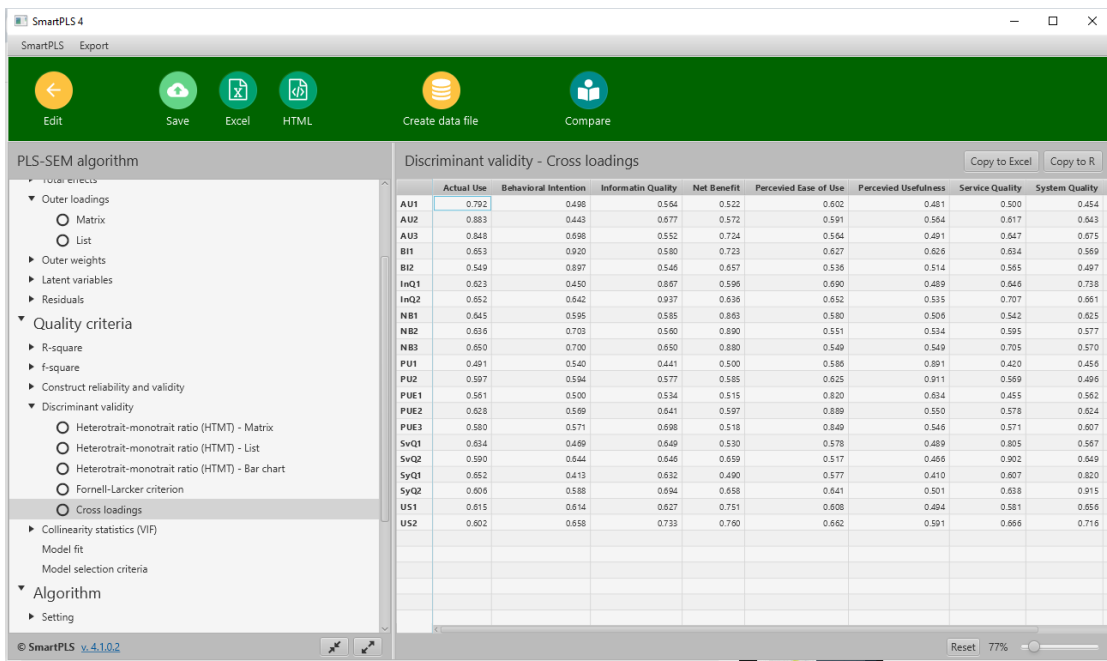 SmartPLS 4
SmartPLS Export
Edit Save Excel HTML Create data file Compare
PLS-SEM algorithm
Total effects
Outer loadings
Matrix
List
Outer weights
Latent variables
Residuals
Quality criteria
R-square
f-square
Construct reliability and validity
Discriminant validity
Heterotrait-monotrait ratio (HTMT) - Matrix
Heterotrait-monotrait ratio (HTMT) - List
Heterotrait-monotrait ratio (HTMT) - Bar chart
Fornell-Larcker criterion
Cross loadings
Collinearity statistics (VIF)
Model fit
Model selection criteria
Algorithm
Setting
© SmartPLS v. 4.1.0.2
Discriminant validity - Cross loadings Copy to Excel Copy to R
Actual Use Behavioral Intention Informatin Quality Net Benefit Percevied Ease of Use Percevied Usefulness Service Quality System Quality
AU1 0.792 0.498 0.564 0.522 0.602 0.481 0.500 0.454
AU2 0.883 0.443 0.677 0.572 0.591 0.564 0.617 0.643
AU3 0.848 0.698 0.552 0.724 0.564 0.491 0.647 0.675
BI1 0.653 0.920 0.580 0.723 0.627 0.626 0.634 0.569
BI2 0.549 0.897 0.546 0.657 0.536 0.514 0.565 0.497
InQ1 0.623 0.450 0.867 0.596 0.690 0.489 0.646 0.738
InQ2 0.652 0.642 0.937 0.636 0.652 0.535 0.707 0.661
NB1 0.645 0.595 0.585 0.863 0.580 0.506 0.542 0.625
NB2 0.636 0.703 0.560 0.890 0.551 0.534 0.595 0.577
NB3 0.650 0.700 0.650 0.880 0.549 0.549 0.705 0.570
PU1 0.491 0.540 0.441 0.500 0.586 0.891 0.420 0.456
PU2 0.597 0.594 0.577 0.585 0.625 0.911 0.569 0.496
PUE1 0.561 0.500 0.534 0.515 0.820 0.634 0.455 0.562
PUE2 0.628 0.569 0.641 0.597 0.889 0.550 0.578 0.624
PUE3 0.580 0.571 0.698 0.518 0.849 0.546 0.571 0.607
SvQ1 0.634 0.469 0.649 0.530 0.578 0.489 0.805 0.567
SvQ2 0.590 0.644 0.646 0.659 0.517 0.466 0.902 0.649
SyQ1 0.652 0.413 0.632 0.490 0.577 0.410 0.607 0.820
SyQ2 0.606 0.588 0.694 0.658 0.641 0.501 0.638 0.915
US1 0.615 0.614 0.627 0.751 0.608 0.494 0.581 0.656
US2 0.602 0.658 0.733 0.760 0.662 0.591 0.666 0.716
Reset 77%